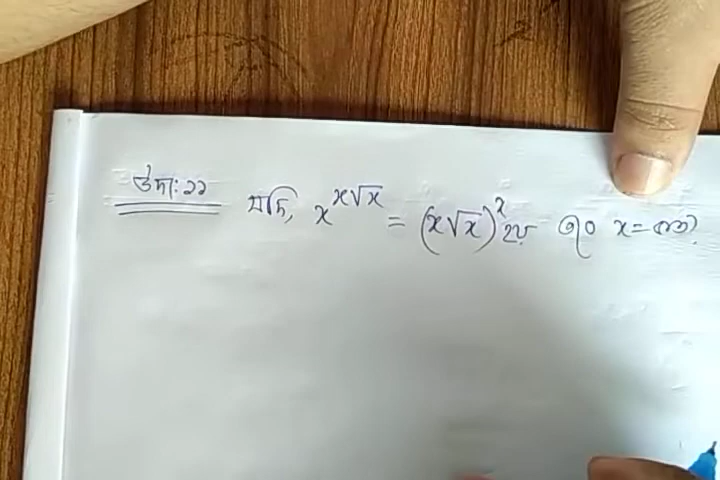 উদা: ১১ যদি, x^{x√x} = (x√x)^x হয় তবে x = কত?